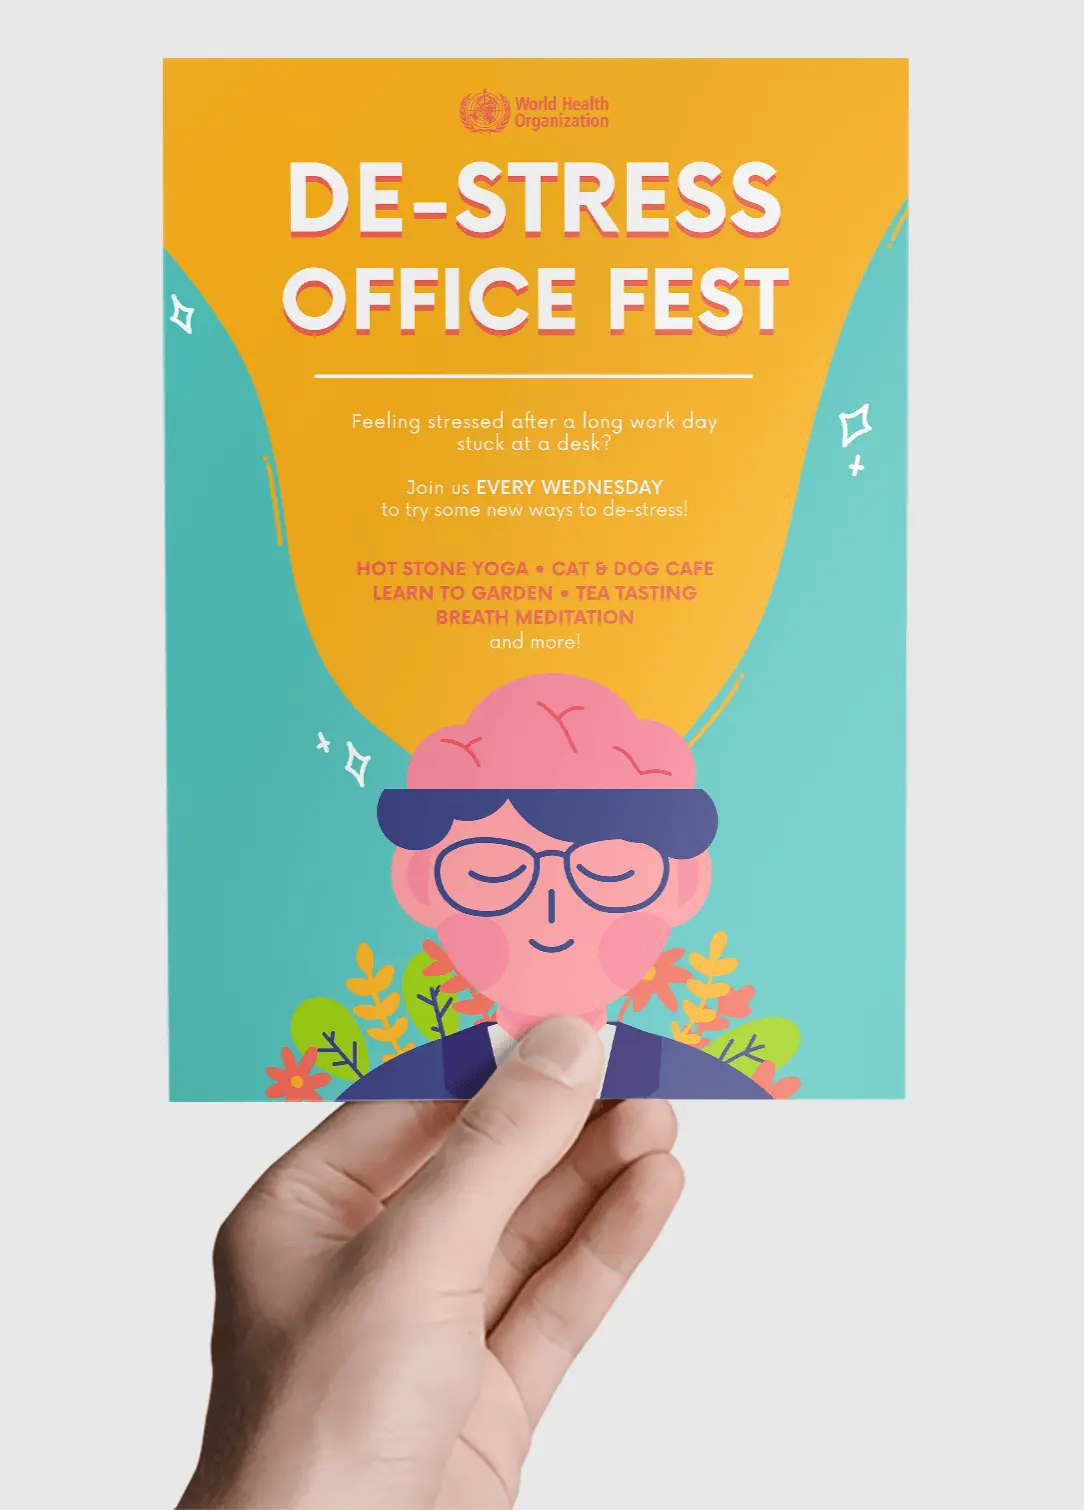 World Health
Organization
DE-STRESS
OFFICE FEST
Feeling stressed after a long work day
stuck at a desk?
Join us EVERY WEDNESDAY
to try some new ways to de-stress!
HOT STONE YOGA • CAT & DOG CAFE
LEARN TO GARDEN • TEA TASTING
BREATH MEDITATION
and more!